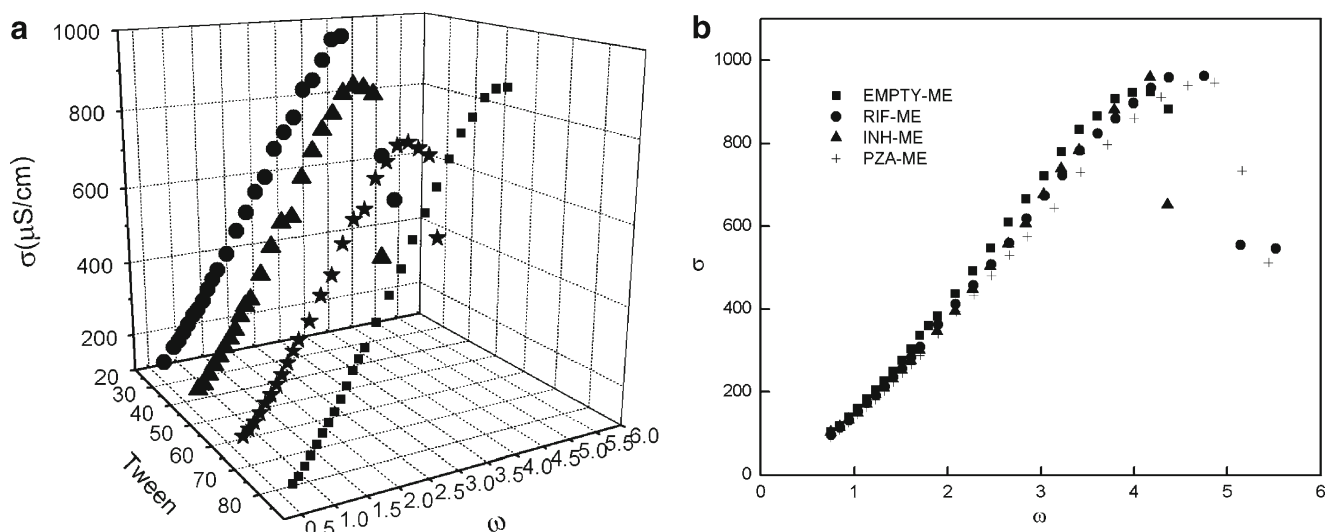 a
1000
800
600
400
200
σ(μS/cm)
20
30
40
50
60
70
80
Tween
0.5
1.0
1.5
2.0
2.5
3.0
3.5
4.0
4.5
5.0
5.5
6.0
ω
b
1000
800
600
400
200
0
σ
EMPTY-ME
RIF-ME
INH-ME
PZA-ME
0 1 2 3 4 5 6
ω